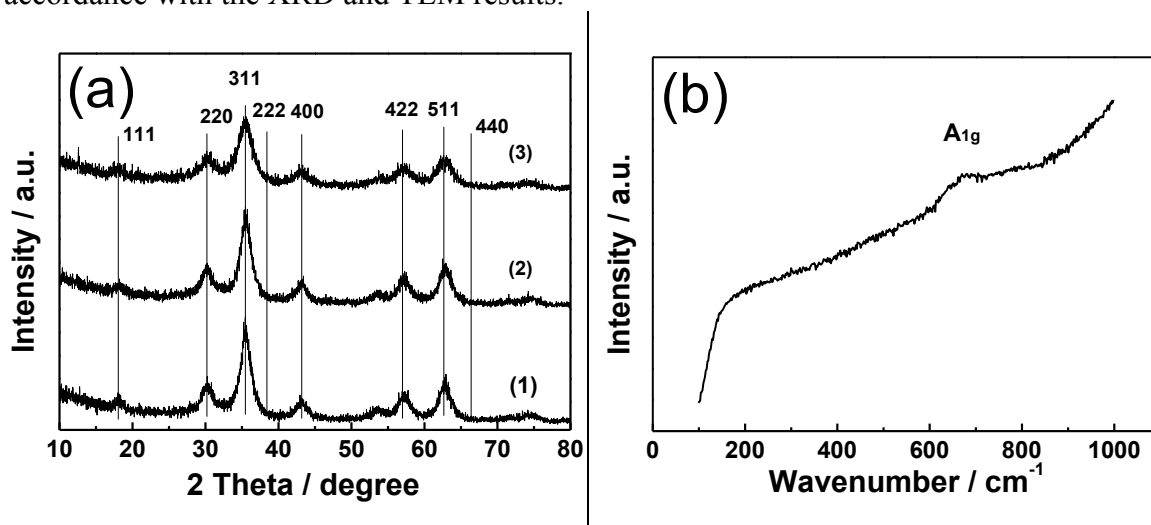 accordance with the XRD and TEM results.
(a)
311
220
222 400
422 511
111
440
(3)
(2)
(1)
Intensity / a.u.
10 20 30 40 50 60 70 80
2 Theta / degree
(b)
A1g
Intensity / a.u.
0 200 400 600 800 1000
Wavenumber / cm-1